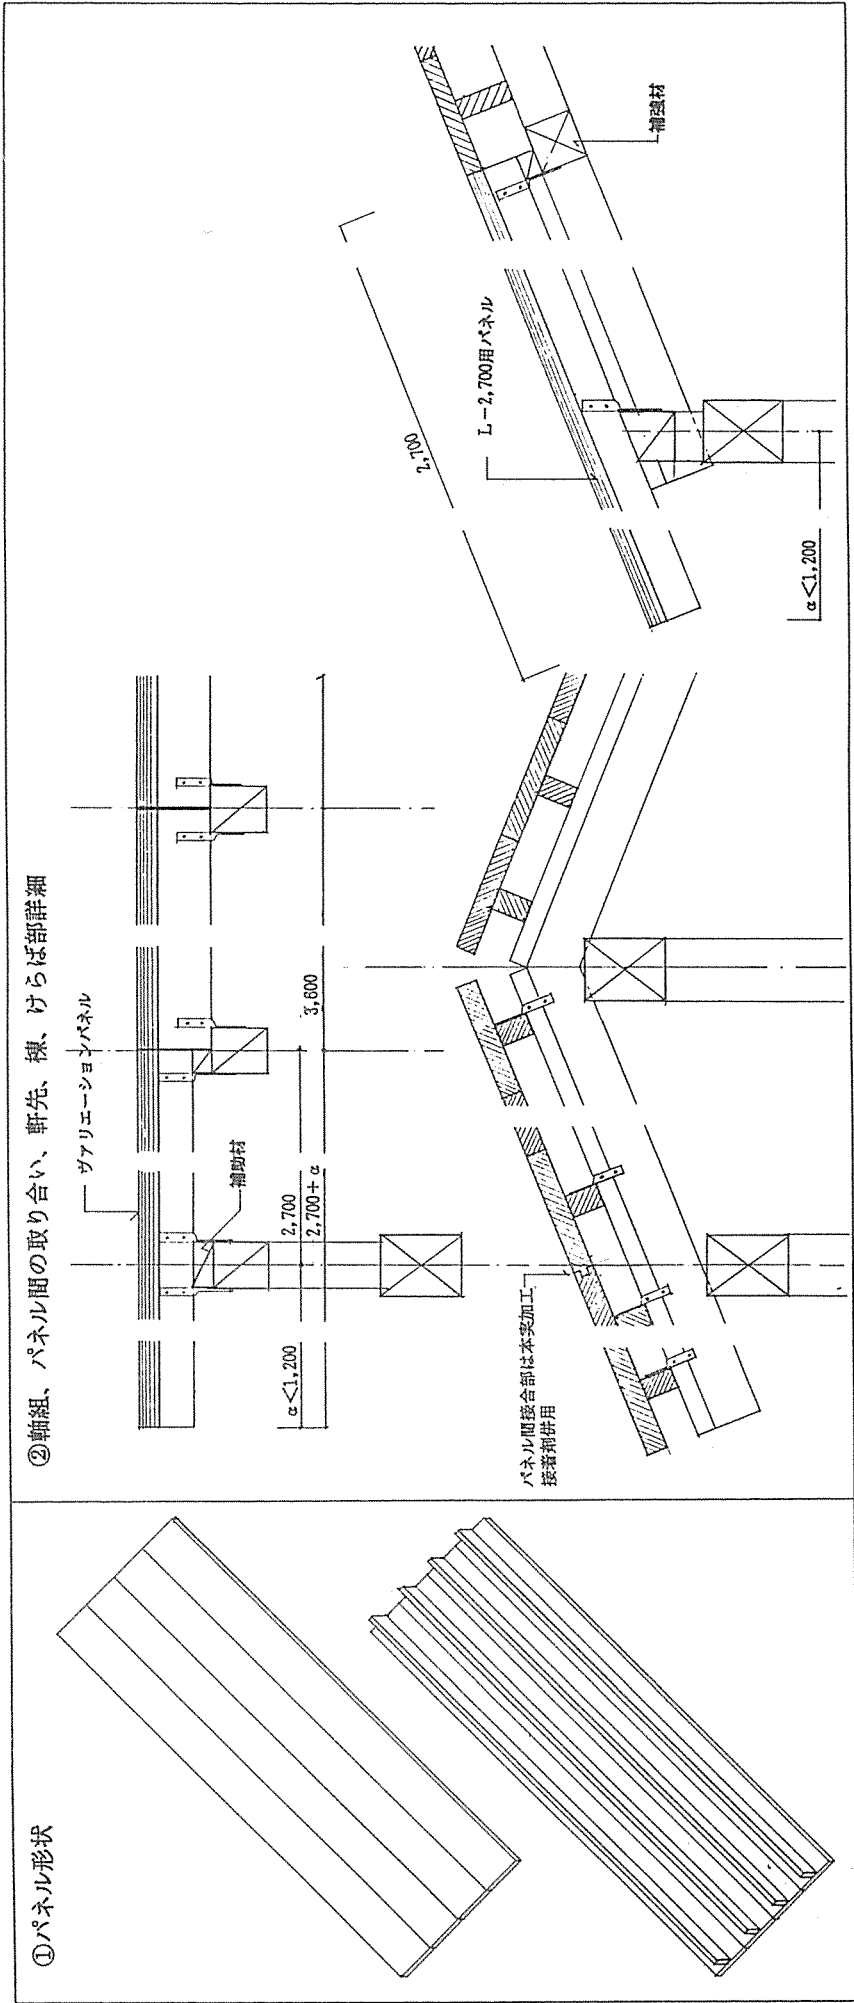 ①パネル形状
②軸組、パネル間の取り合い、軒先、棟、けらば部詳細
ヴァリエーションパネル
補助材
α<1,200
2,700
2,700+α
3,600
パネル間接合部は本実加工
接着剤併用
2,700
L-2,700用パネル
α<1,200
補強材